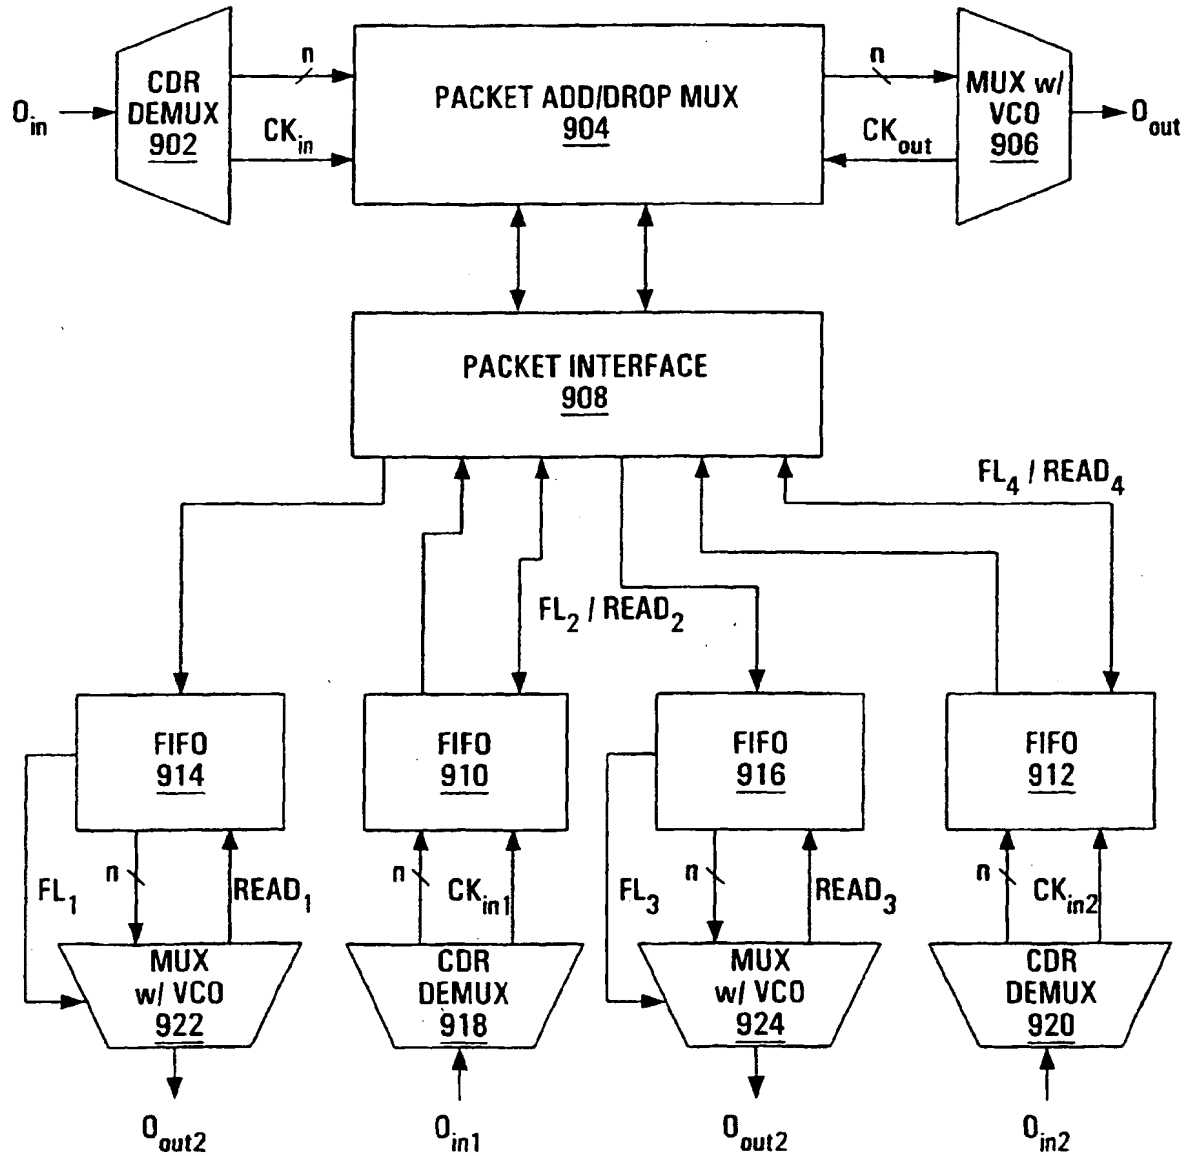 n
n
CDR
DEMUX
902
PACKET ADD/DROP MUX
904
MUX w/
VCO
906
O_in
CK_in
CK_out
O_out
PACKET INTERFACE
908
FL_4 / READ_4
FL_2 / READ_2
FIFO
914
FIFO
910
FIFO
916
FIFO
912
FL_1
n
READ_1
n
CK_in1
FL_3
n
READ_3
n
CK_in2
MUX
w/ VCO
922
CDR
DEMUX
918
MUX
w/ VCO
924
CDR
DEMUX
920
O_out2
O_in1
O_out2
O_in2